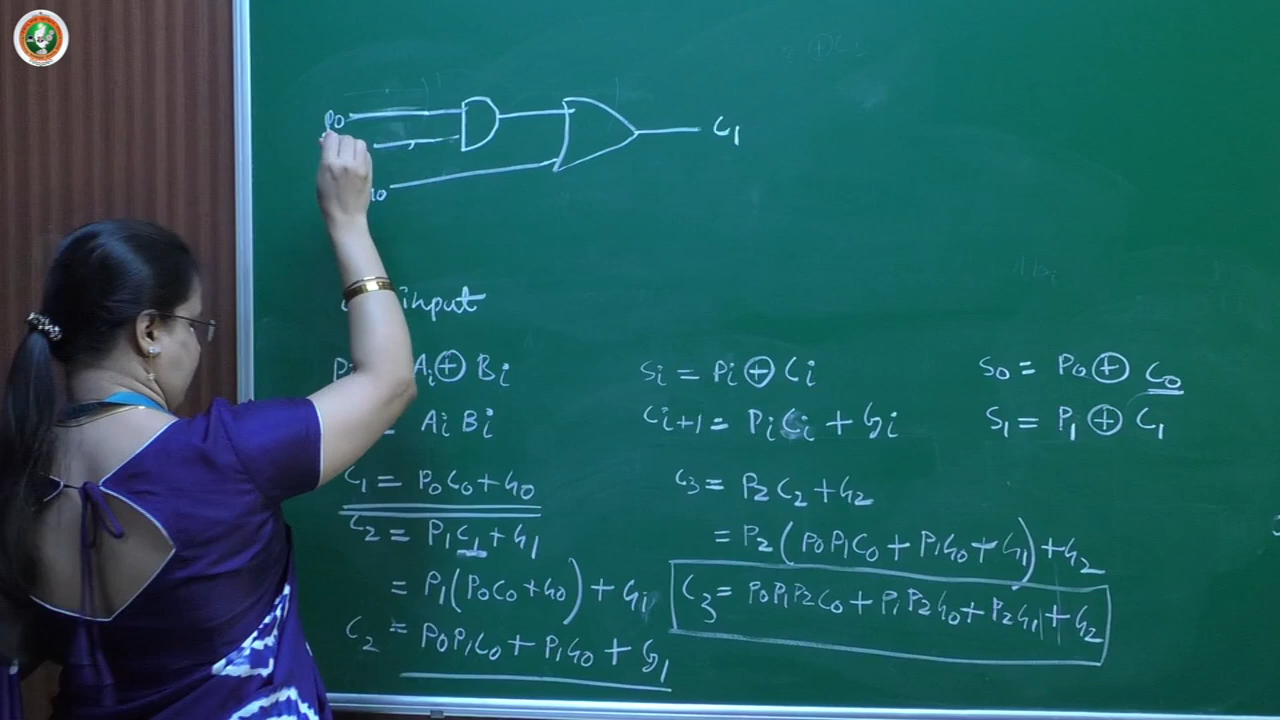 P0
C1
input
Pi Ai ⊕ Bi
= Ai Bi
C1 = P0C0 + G0
C2 = P1C1 + G1
= P1(P0C0 + G0) + Gi
C2 = P0P1C0 + P1G0 + G1
Si = Pi ⊕ Ci
Ci+1 = PiCi + Gi
C3 = P2C2 + G2
= P2(P0P1C0 + P1G0 + G1) + G2
C3 = P0P1P2C0 + P1P2G0 + P2G1 + G2
S0 = P0 ⊕ C0
S1 = P1 ⊕ C1